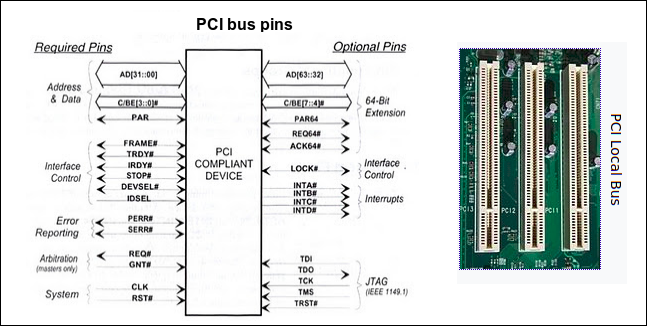 PCI bus pins
Required Pins
Optional Pins
Address
& Data
AD[31::00]
C/BE[3::0]#
PAR
Interface
Control
FRAME#
TRDY#
IRDY#
STOP#
DEVSEL#
IDSEL
Error
Reporting
PERR#
SERR#
Arbitration
(masters only)
REQ#
GNT#
System
CLK
RST#
PCI
COMPLIANT
DEVICE
AD[63::32]
C/BE[7::4]#
PAR64
REQ64#
ACK64#
64-Bit
Extension
LOCK#
Interface
Control
INTA#
INTB#
INTC#
INTD#
Interrupts
TDI
TDO
TCK
TMS
TRST#
JTAG
(IEEE 1149.1)
PCI3
PCI2
PCI1
PCI Local Bus